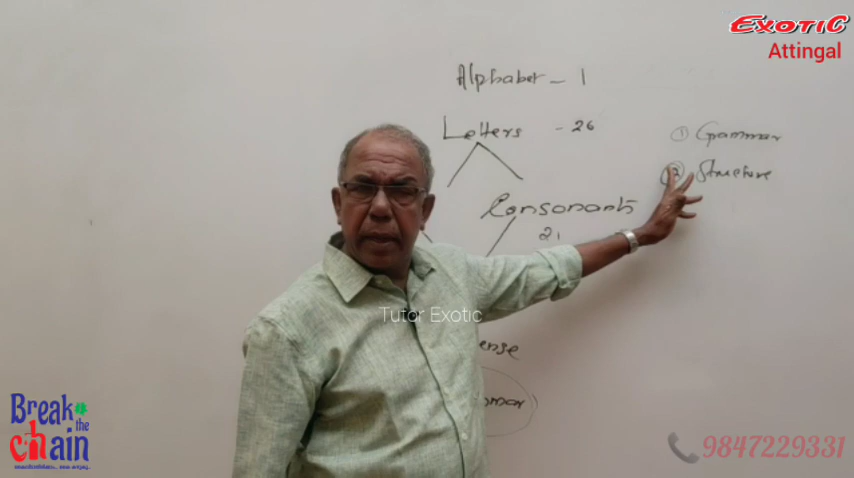 EXOTIC
Attingal
Alphabet - 1
Letters - 26
① Grammar
② Structure
Consonants
21
Tutor Exotic
ense
mmar
Break
the
chain
9847229331